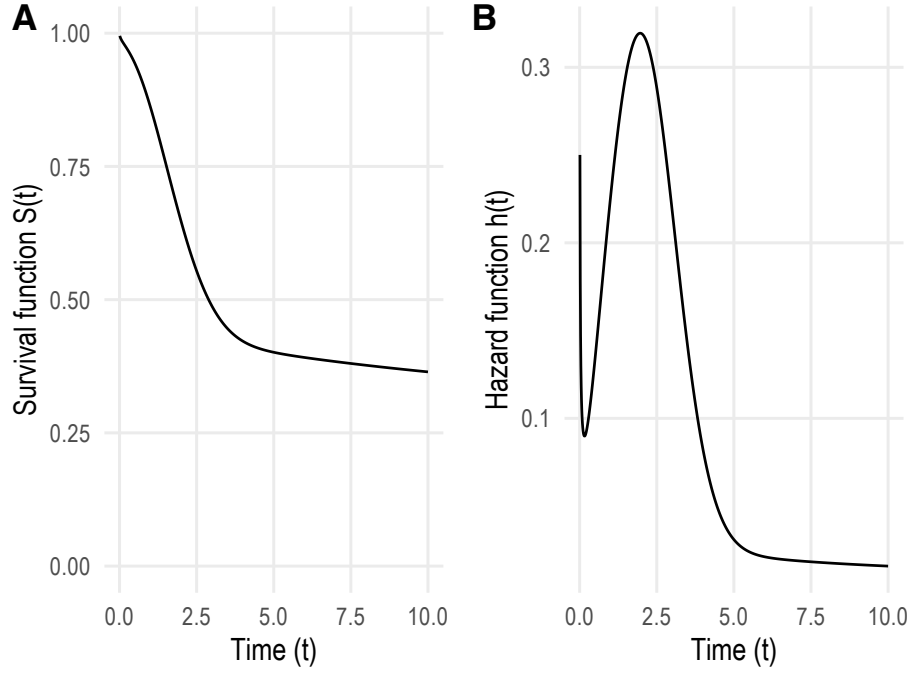 A
Survival function S(t)
1.00
0.75
0.50
0.25
0.00
0.0 2.5 5.0 7.5 10.0
Time (t)
B
Hazard function h(t)
0.3
0.2
0.1
0.0 2.5 5.0 7.5 10.0
Time (t)